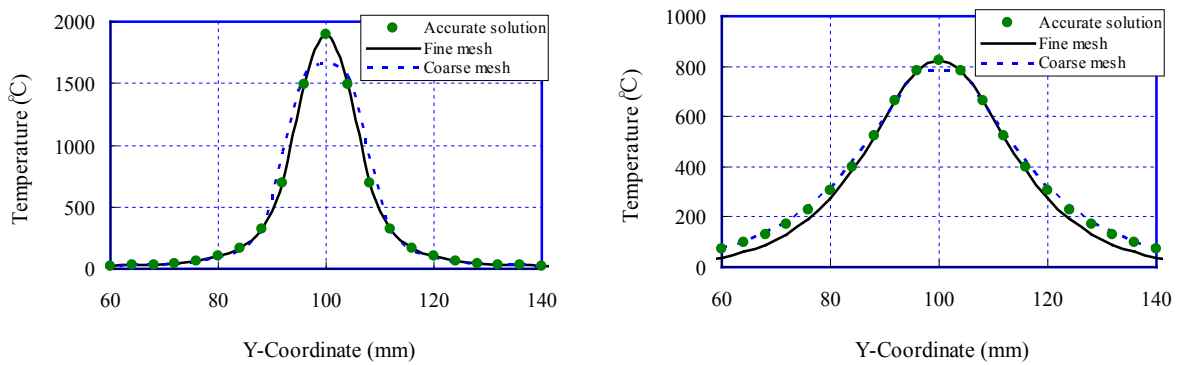 2000
1500
1000
500
0
Temperature (℃)
60
80
100
120
140
Y-Coordinate (mm)
Accurate solution
Fine mesh
Coarse mesh
1000
800
600
400
200
0
Temperature (℃)
60
80
100
120
140
Y-Coordinate (mm)
Accurate solution
Fine mesh
Coarse mesh